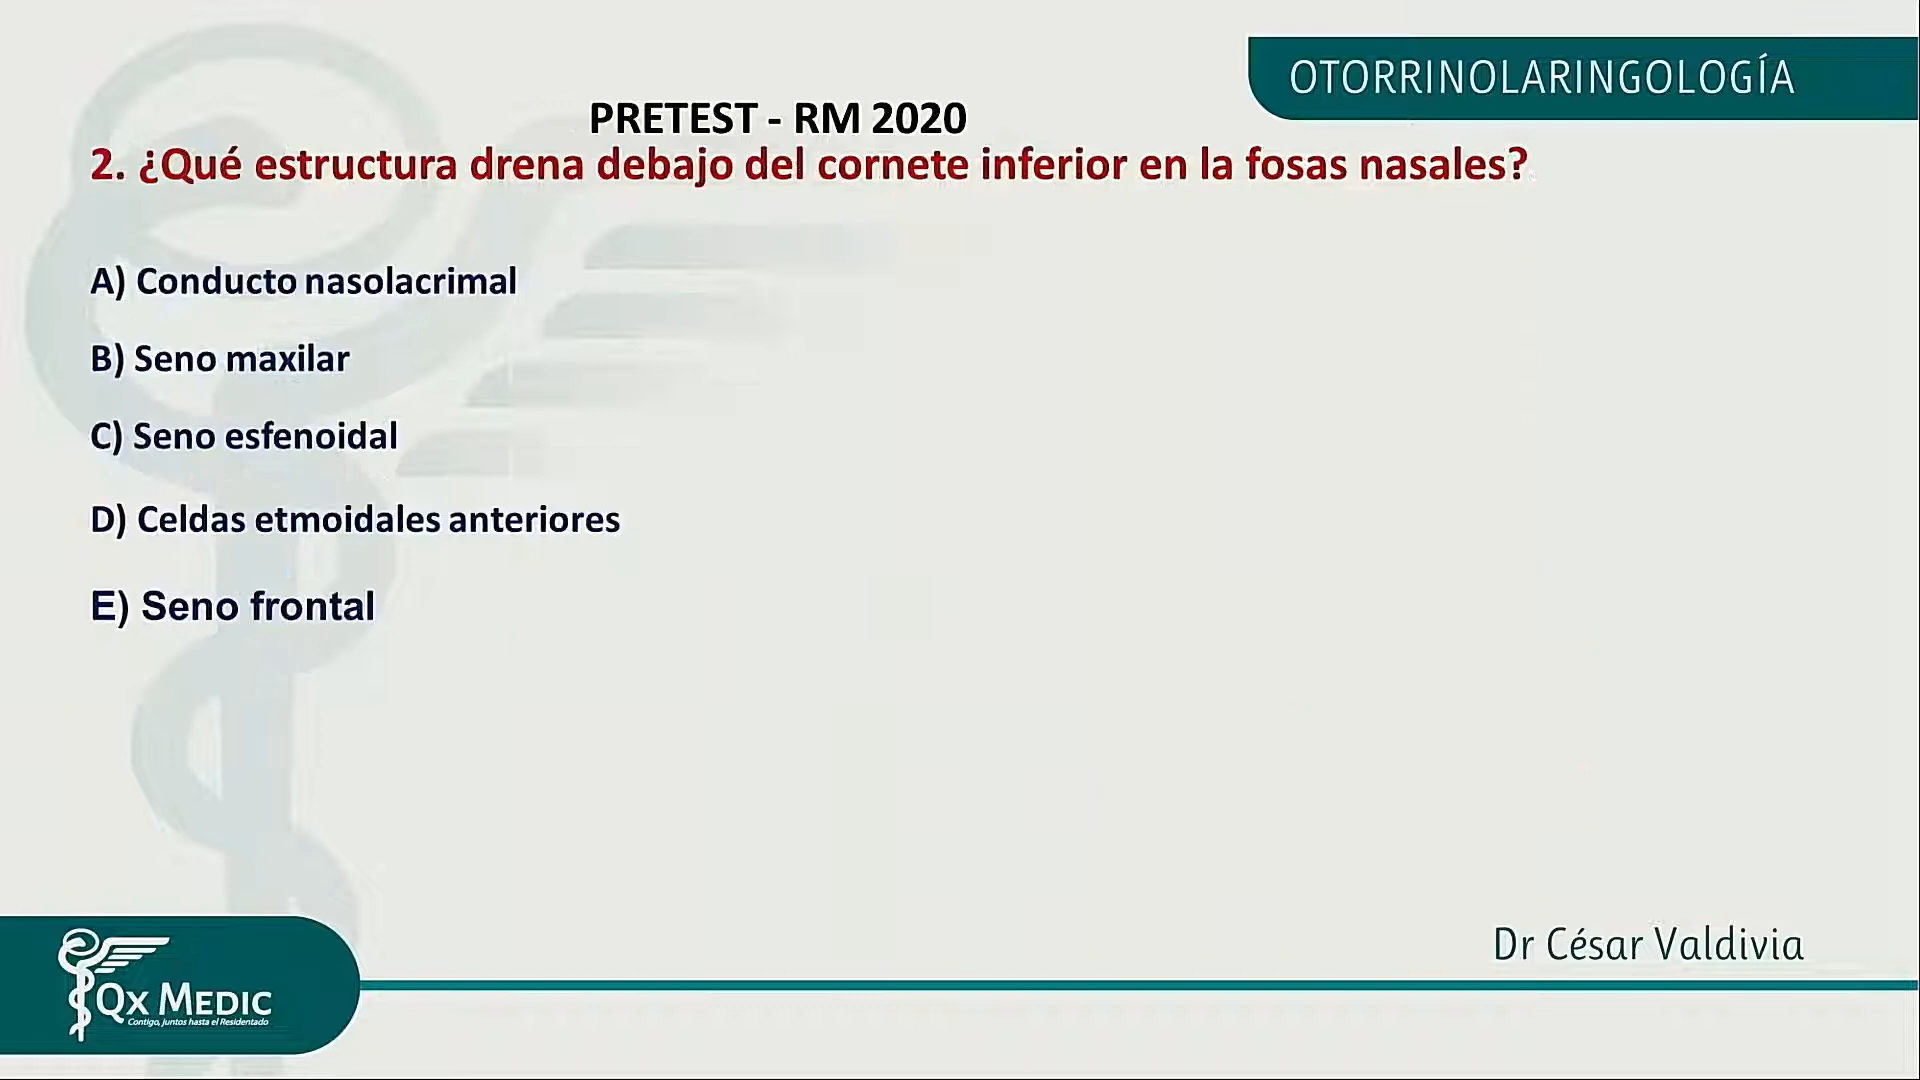 OTORRINOLARINGOLOGÍA
PRETEST - RM 2020
2. ¿Qué estructura drena debajo del cornete inferior en la fosas nasales?
A) Conducto nasolacrimal
B) Seno maxilar
C) Seno esfenoidal
D) Celdas etmoidales anteriores
E) Seno frontal
Dr César Valdivia
QX MEDIC
Contigo, juntos hasta el Residentado